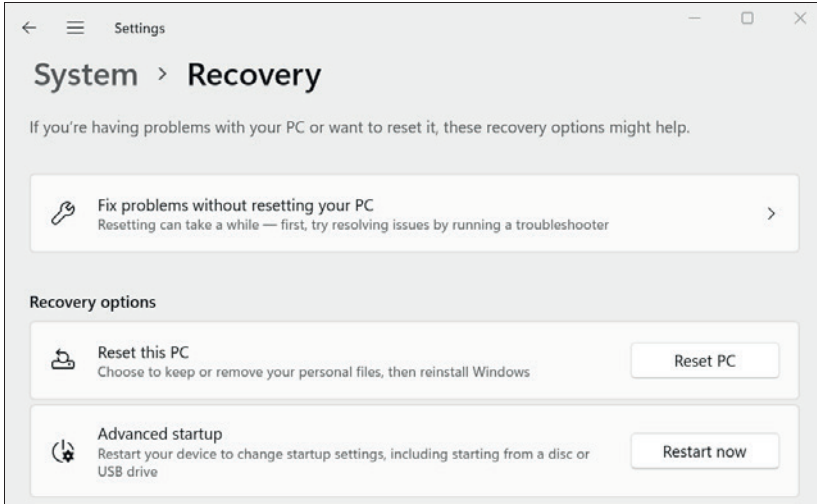 Settings
System > Recovery
If you're having problems with your PC or want to reset it, these recovery options might help.
Fix problems without resetting your PC
Resetting can take a while — first, try resolving issues by running a troubleshooter
Recovery options
Reset this PC
Choose to keep or remove your personal files, then reinstall Windows
Reset PC
Advanced startup
Restart your device to change startup settings, including starting from a disc or
USB drive
Restart now